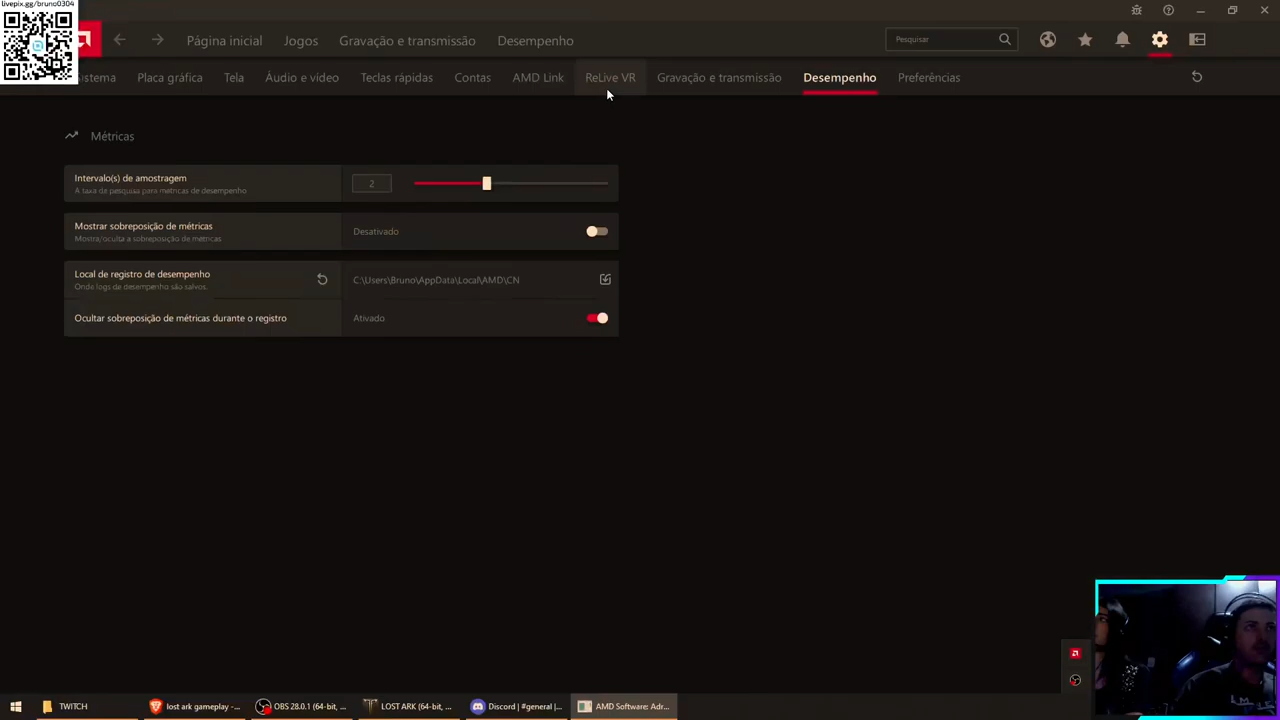 livepix.gg/bruno0304
Página inicial Jogos Gravação e transmissão Desempenho Pesquisar
istema Placa gráfica Tela Áudio e vídeo Teclas rápidas Contas AMD Link ReLive VR Gravação e transmissão Desempenho Preferências
Métricas
Intervalo(s) de amostragem 2
A taxa de pesquisa para métricas de desempenho
Mostrar sobreposição de métricas Desativado
Mostra/oculta a sobreposição de métricas
Local de registro de desempenho C:\Users\Bruno\AppData\Local\AMD\CN
Onde logs de desempenho são salvos.
Ocultar sobreposição de métricas durante o registro Ativado
TWITCH lost ark gameplay -... OBS 28.0.1 (64-bit, ... LOST ARK (64-bit, ... Discord | #general |... AMD Software: Adr...